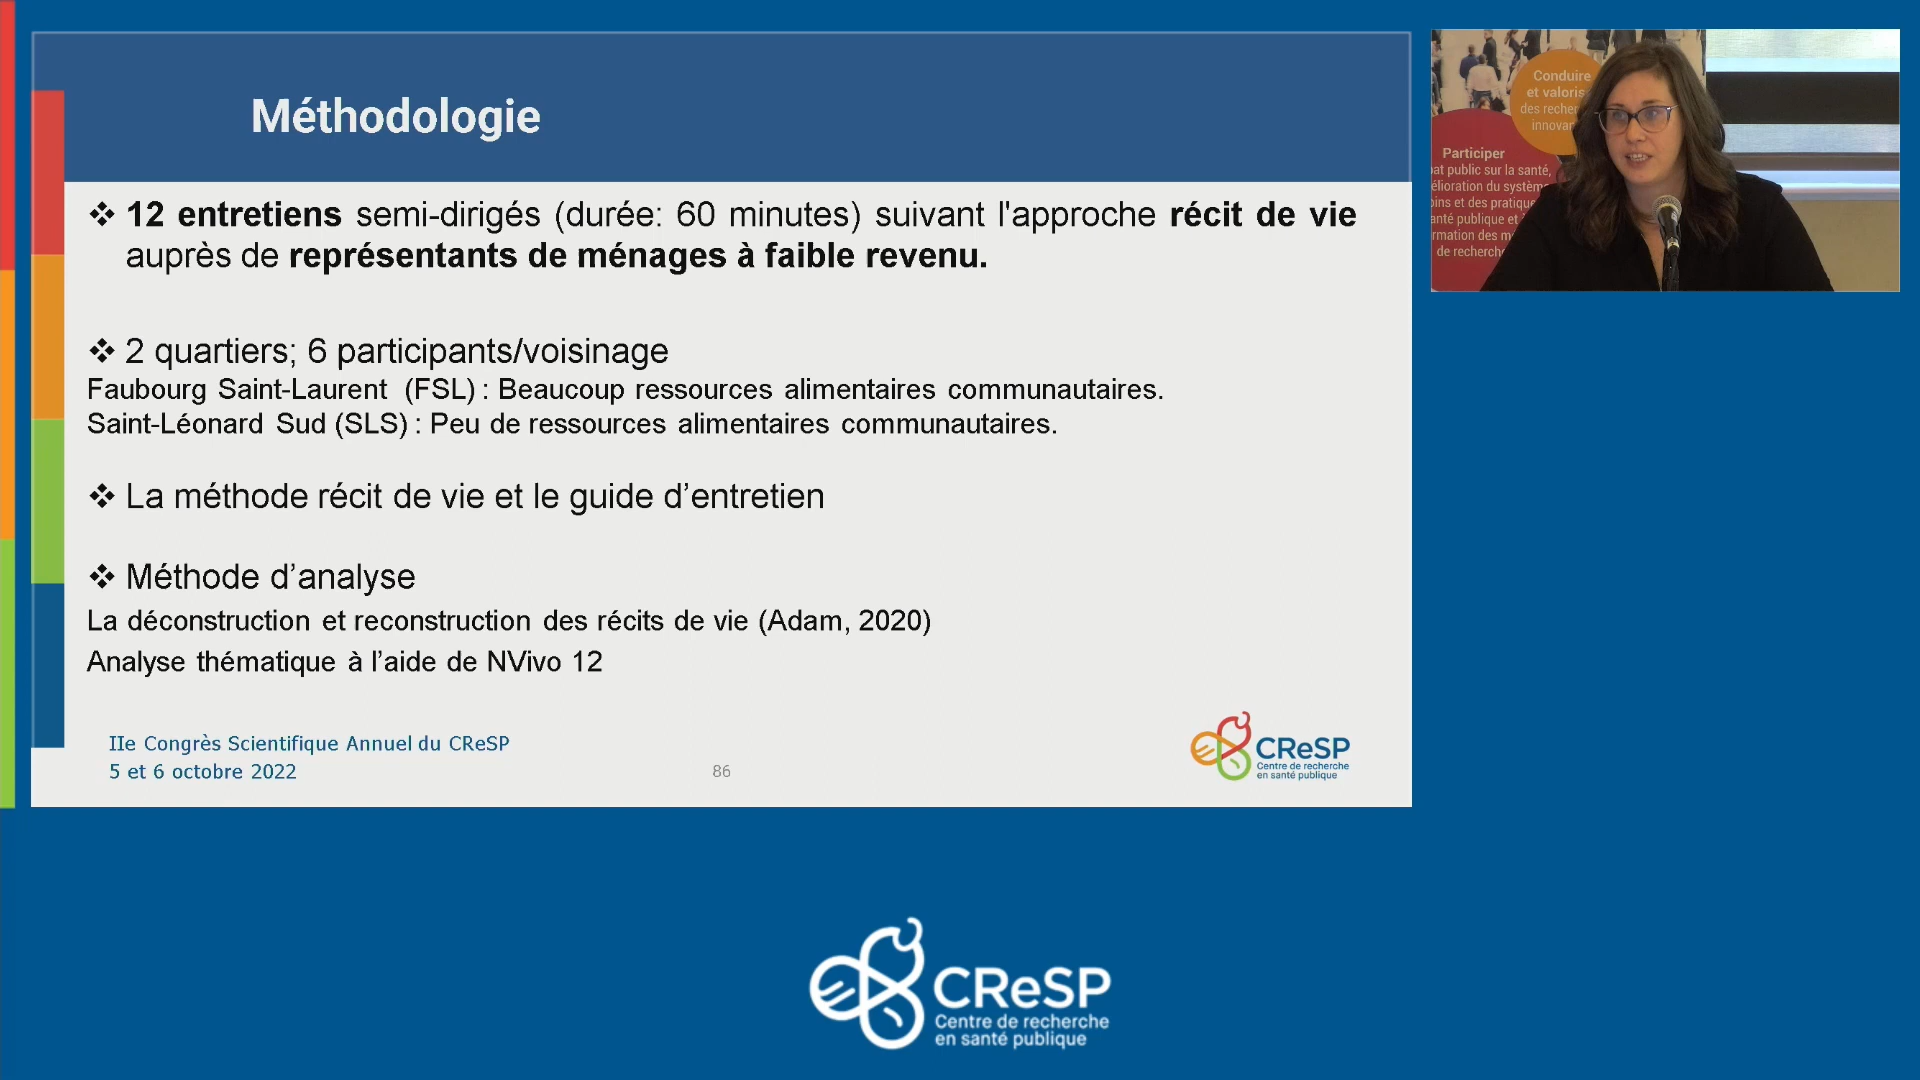 Méthodologie
❖ 12 entretiens semi-dirigés (durée: 60 minutes) suivant l'approche récit de vie
auprès de représentants de ménages à faible revenu.
❖ 2 quartiers; 6 participants/voisinage
Faubourg Saint-Laurent (FSL) : Beaucoup ressources alimentaires communautaires.
Saint-Léonard Sud (SLS) : Peu de ressources alimentaires communautaires.
❖ La méthode récit de vie et le guide d’entretien
❖ Méthode d’analyse
La déconstruction et reconstruction des récits de vie (Adam, 2020)
Analyse thématique à l’aide de NVivo 12
IIe Congrès Scientifique Annuel du CReSP
5 et 6 octobre 2022
86
CReSP
Centre de recherche
en santé publique
Conduire
et valoris
des recher
innovan
Participer
at public sur la santé,
élioration du système
ins et des pratique
anté publique et
rmation des m
de recherch
CReSP
Centre de recherche
en santé publique